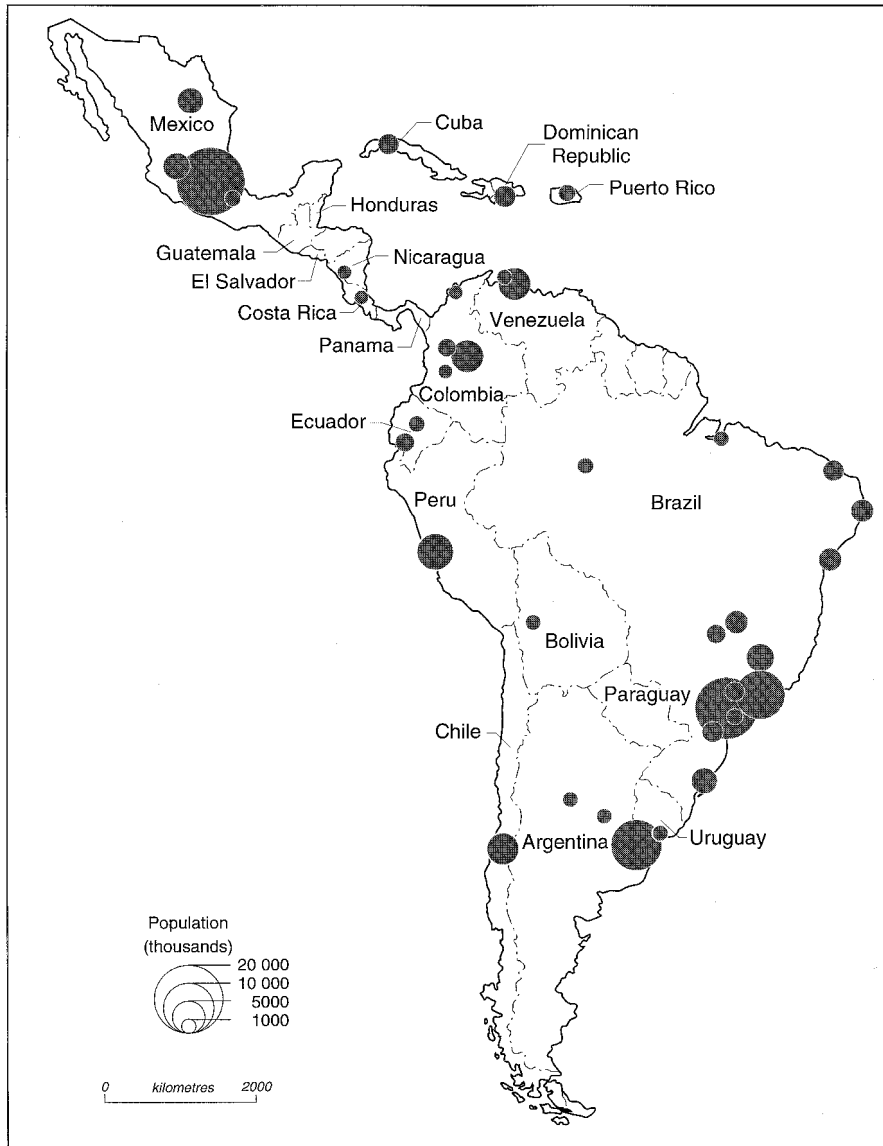 Mexico
Cuba
Dominican
Republic
Puerto Rico
Honduras
Guatemala
Nicaragua
El Salvador
Costa Rica
Panama
Venezuela
Colombia
Ecuador
Peru
Brazil
Bolivia
Paraguay
Chile
Argentina
Uruguay
Population
(thousands)
20 000
10 000
5000
1000
0 kilometres 2000